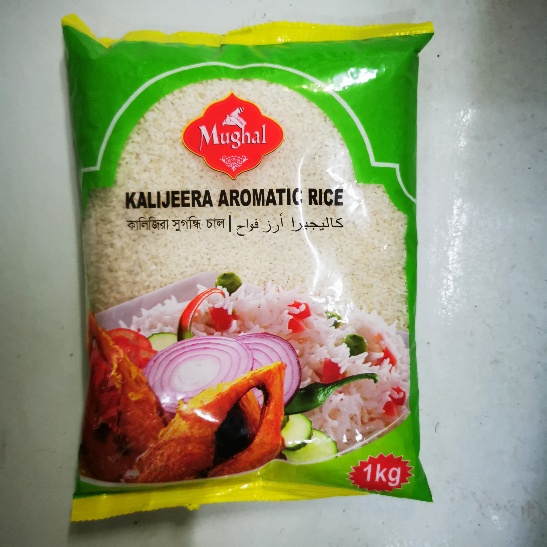 Mughal
KALIJEERA AROMATIC RICE
কালিজিরা সুগন্ধি চাল | كاليجيرا أرز فواح
1kg